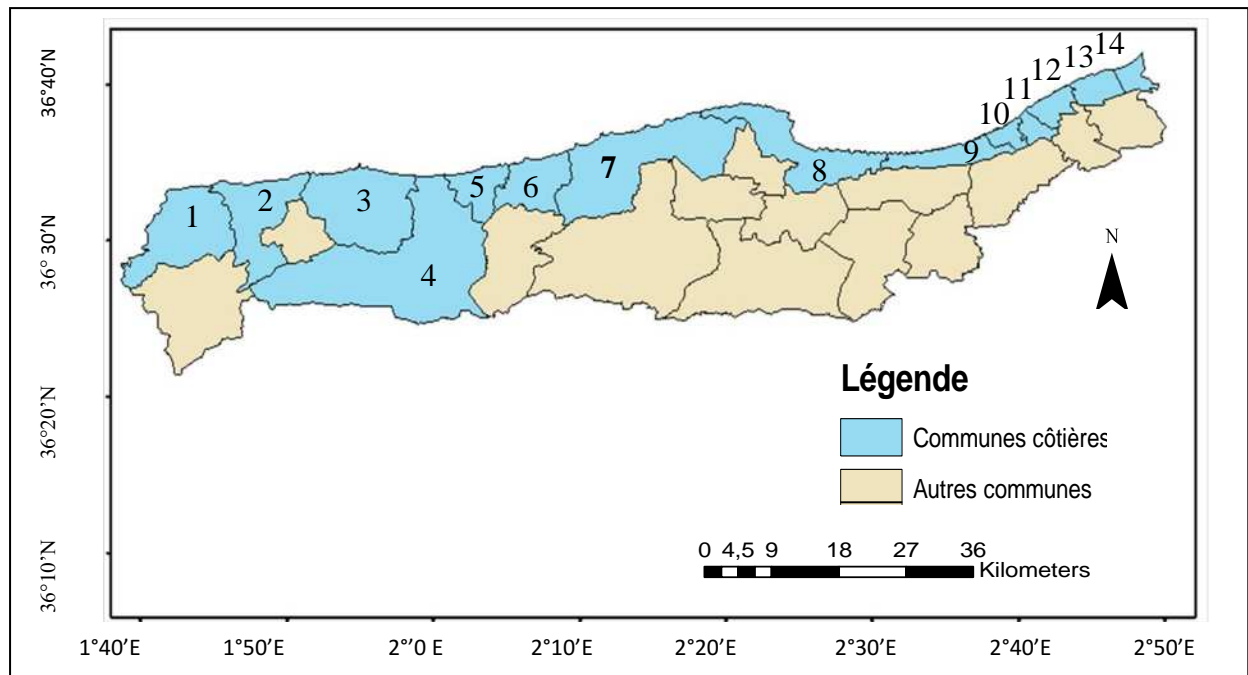 14
13
12
11
10
9
8
7
6
5
4
3
2
1
36°40'N
36° 30'N
36°20'N
36°10'N
N
Légende
Communes côtières
Autres communes
0 4,5 9 18 27 36
Kilometers
1°40'E 1°50'E 2°'0 E 2°10'E 2°20'E 2°30'E 2°40'E 2°50'E